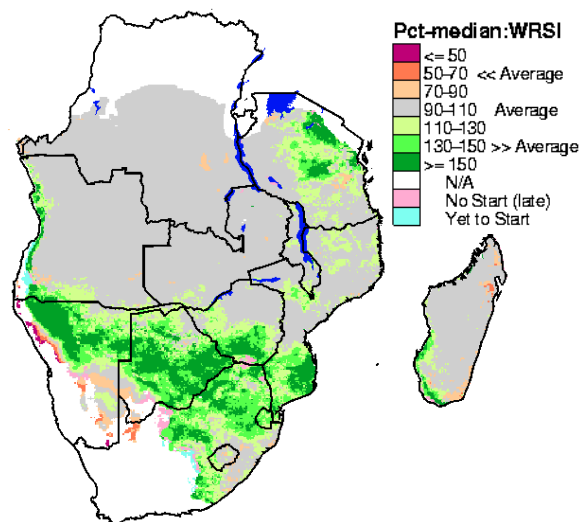 Pct-median:WRSI
<= 50
50-70 << Average
70-90
90-110 Average
110-130
130-150 >> Average
>= 150
N/A
No Start (late)
Yet to Start